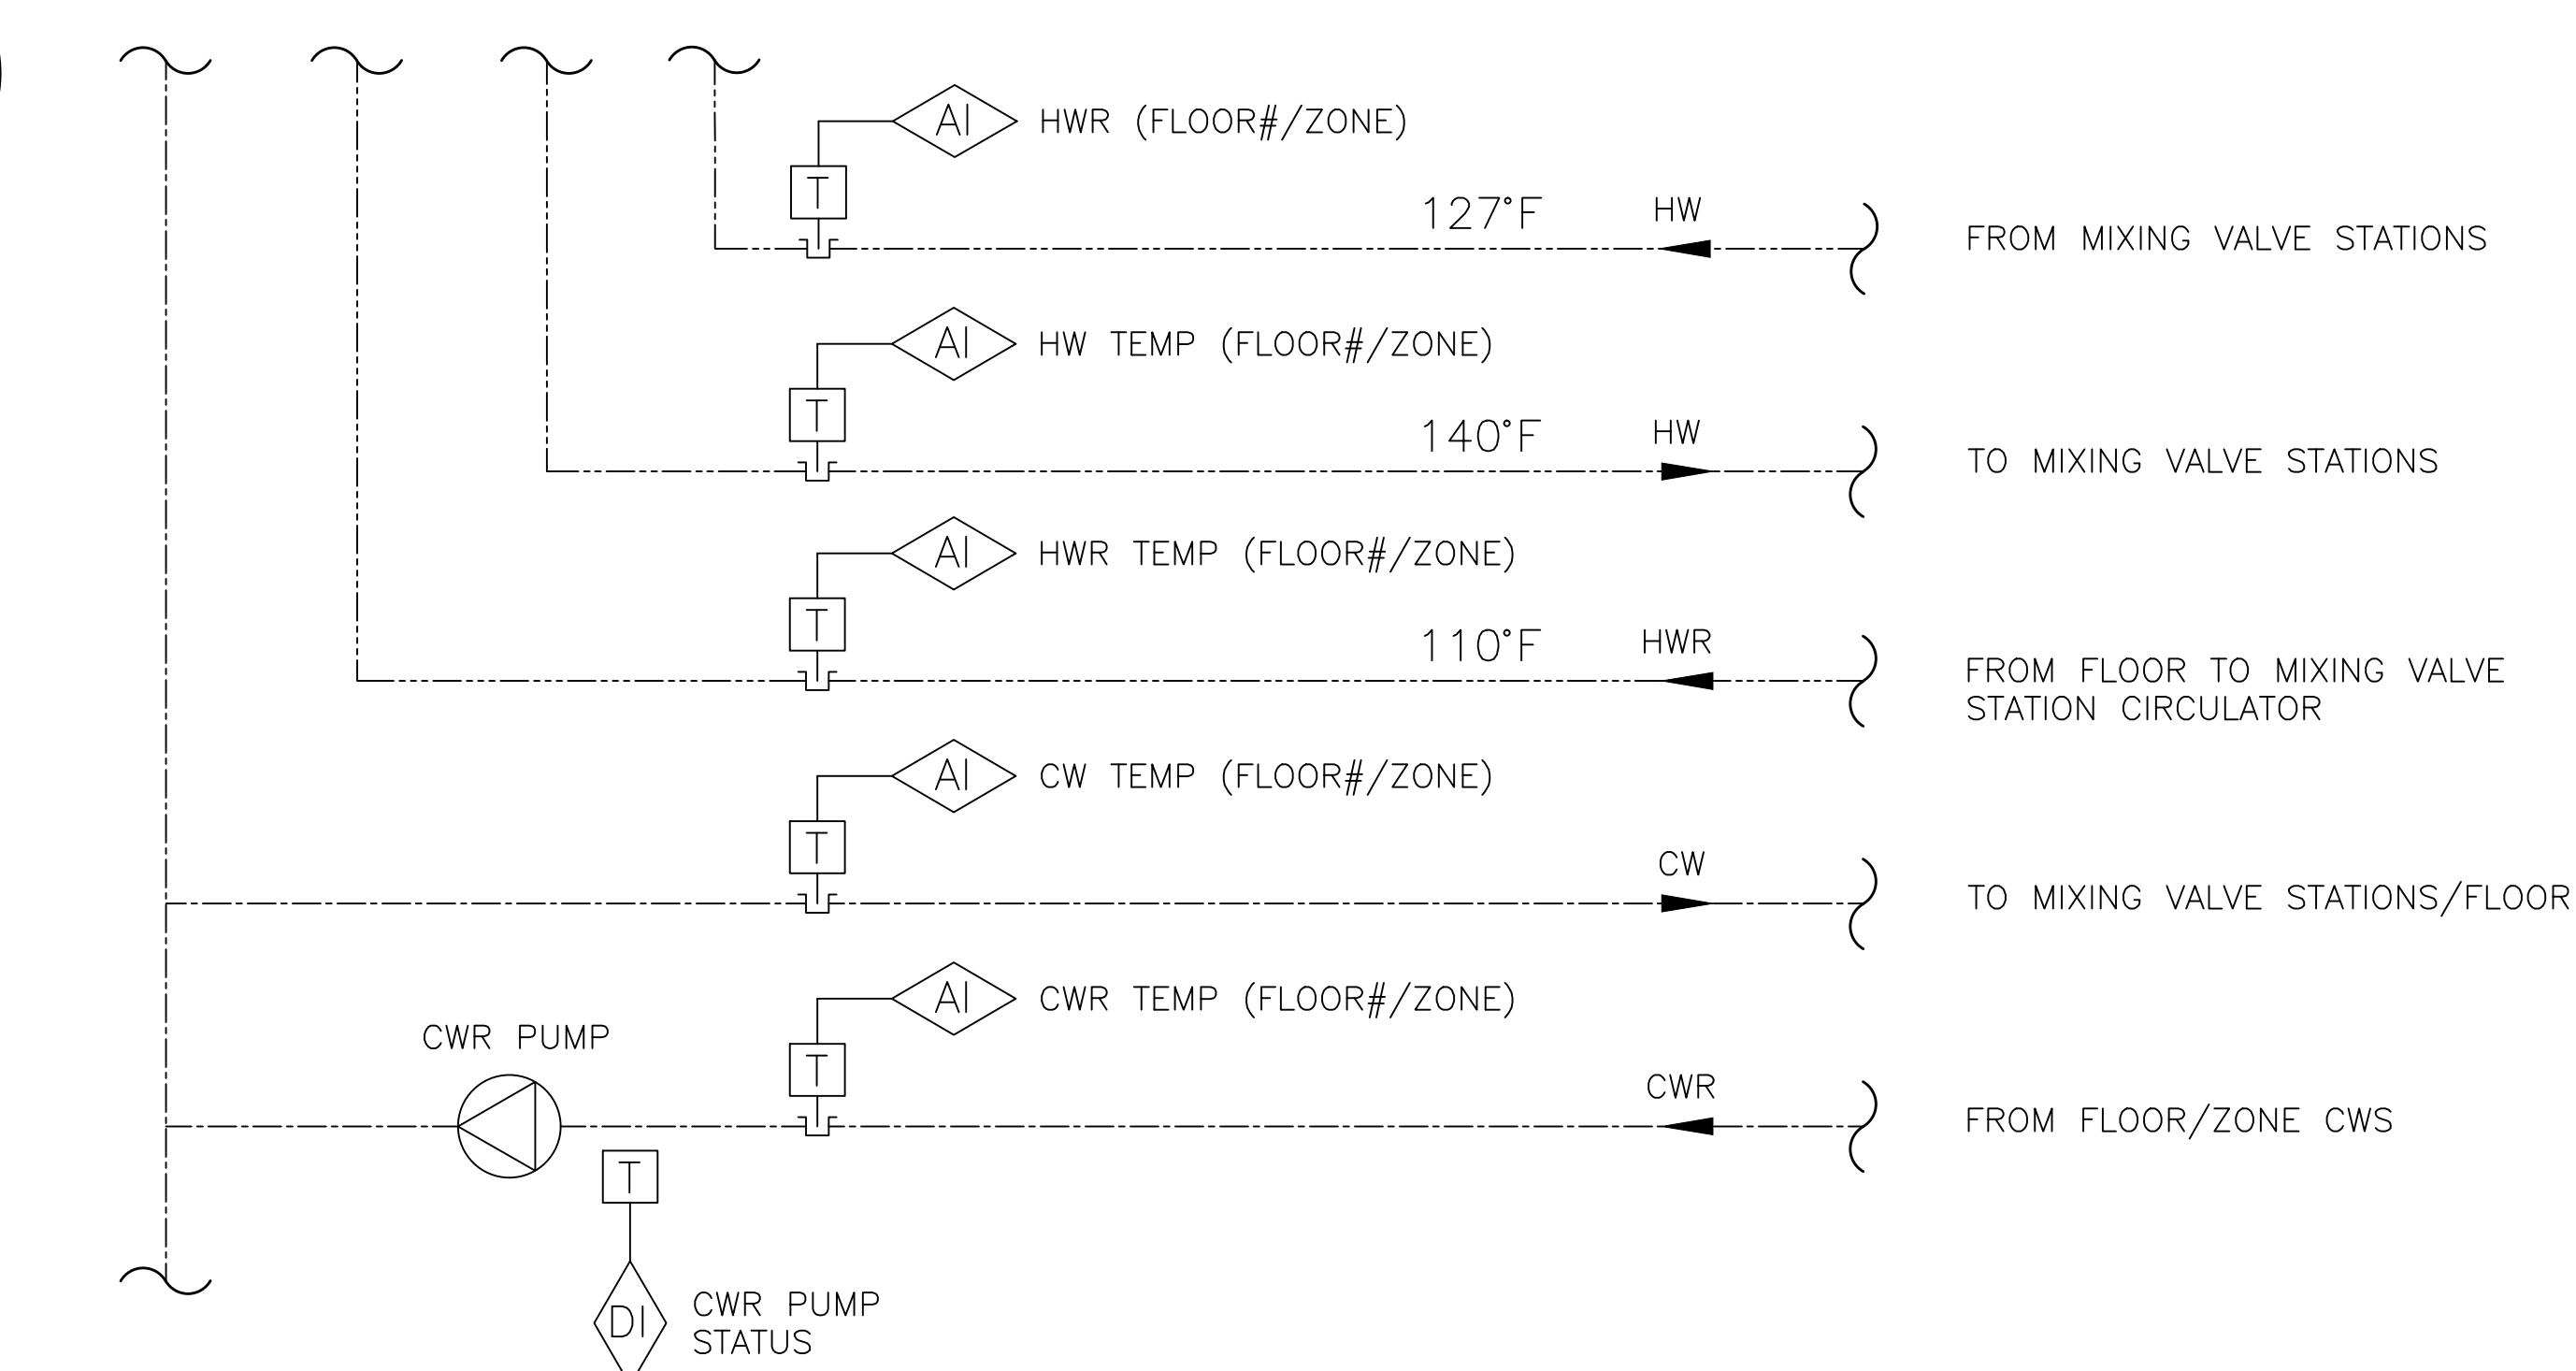 AI HWR (FLOOR#/ZONE)
T
127°F HW
FROM MIXING VALVE STATIONS
AI HW TEMP (FLOOR#/ZONE)
T
140°F HW
TO MIXING VALVE STATIONS
AI HWR TEMP (FLOOR#/ZONE)
T
110°F HWR
FROM FLOOR TO MIXING VALVE
STATION CIRCULATOR
AI CW TEMP (FLOOR#/ZONE)
T
CW
TO MIXING VALVE STATIONS/FLOOR
AI CWR TEMP (FLOOR#/ZONE)
CWR PUMP
T
CWR
FROM FLOOR/ZONE CWS
T
DI
CWR PUMP
STATUS